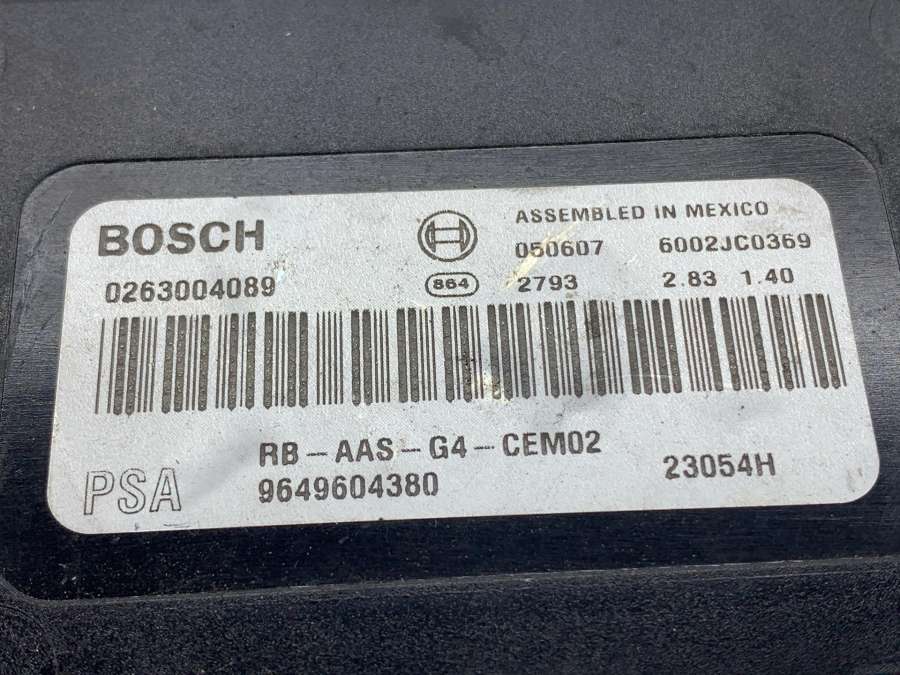 BOSCH
ASSEMBLED IN MEXICO
050607 6002JC0369
0263004089 864 2793 2.83 1.40
RB-AAS-G4-CEM02
PSA 9649604380 23054H